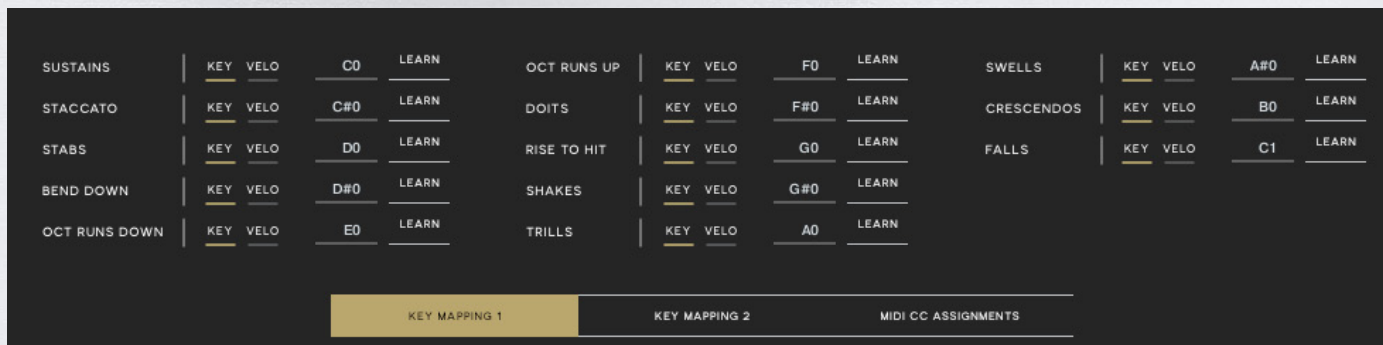 SUSTAINS KEY VELO C0 LEARN
STACCATO KEY VELO C#0 LEARN
STABS KEY VELO D0 LEARN
BEND DOWN KEY VELO D#0 LEARN
OCT RUNS DOWN KEY VELO E0 LEARN
OCT RUNS UP KEY VELO F0 LEARN
DOITS KEY VELO F#0 LEARN
RISE TO HIT KEY VELO G0 LEARN
SHAKES KEY VELO G#0 LEARN
TRILLS KEY VELO A0 LEARN
SWELLS KEY VELO A#0 LEARN
CRESCENDOS KEY VELO B0 LEARN
FALLS KEY VELO C1 LEARN
KEY MAPPING 1 KEY MAPPING 2 MIDI CC ASSIGNMENTS